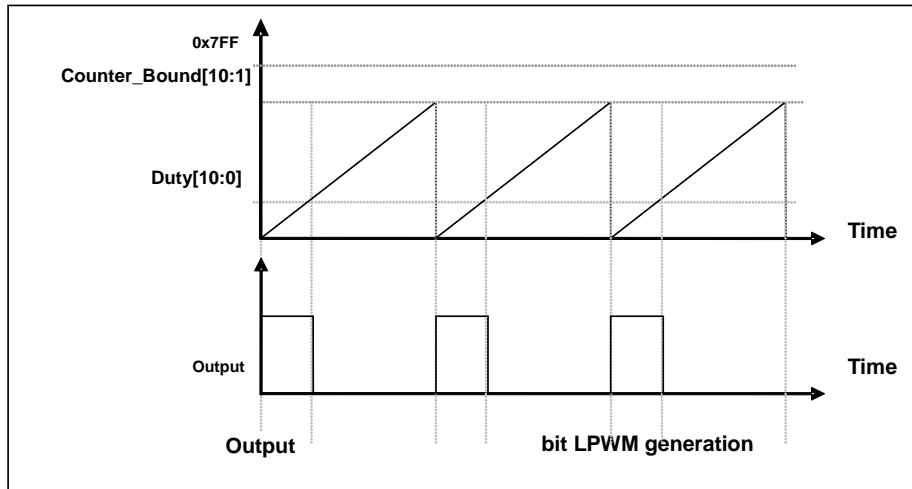 0x7FF
Counter_Bound[10:1]
Duty[10:0]
Time
Output
Time
Output
bit LPWM generation